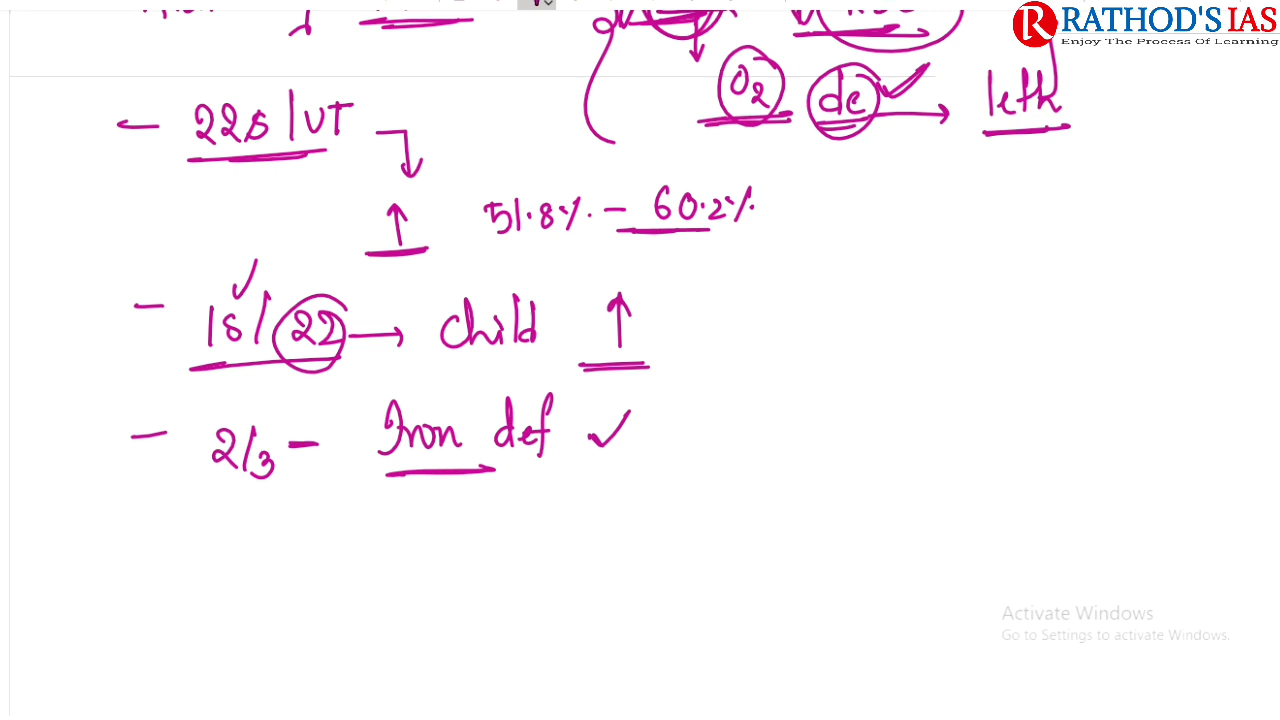 RATHOD'S IAS
Enjoy The Process Of Learning
O₂ de ✓ → leth
← 22s/UT
↑ 51.8% - 60.2%
- 18/22 → child ↑
- 2/3 - Iron def ✓
Activate Windows
Go to Settings to activate Windows.